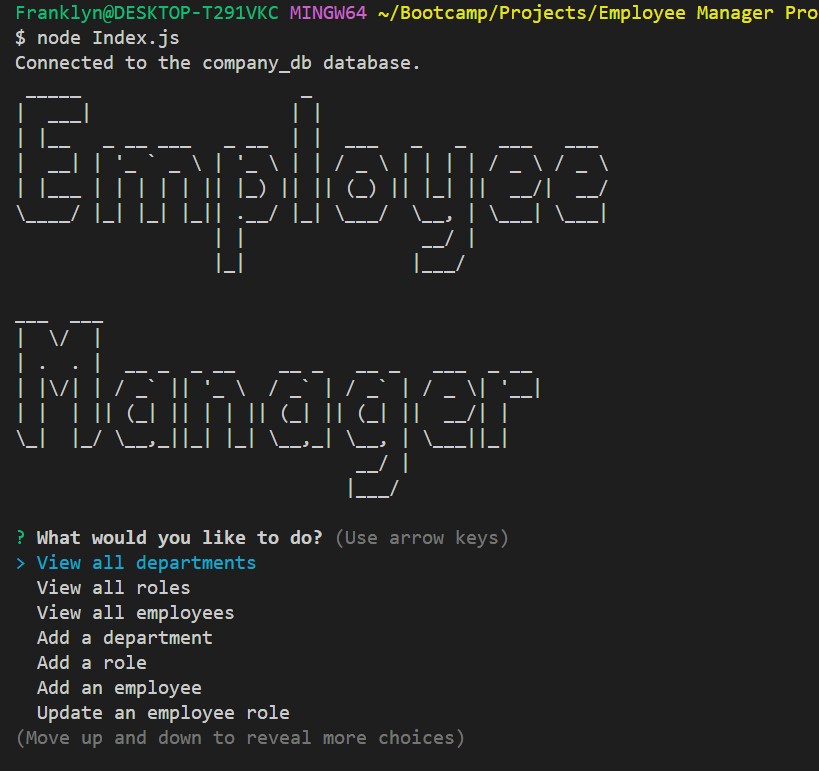 Franklyn@DESKTOP-T291VKC MINGW64 ~/Bootcamp/Projects/Employee Manager Pro
$ node Index.js
Connected to the company_db database.
Employee
Manager
? What would you like to do? (Use arrow keys)
> View all departments
View all roles
View all employees
Add a department
Add a role
Add an employee
Update an employee role
(Move up and down to reveal more choices)